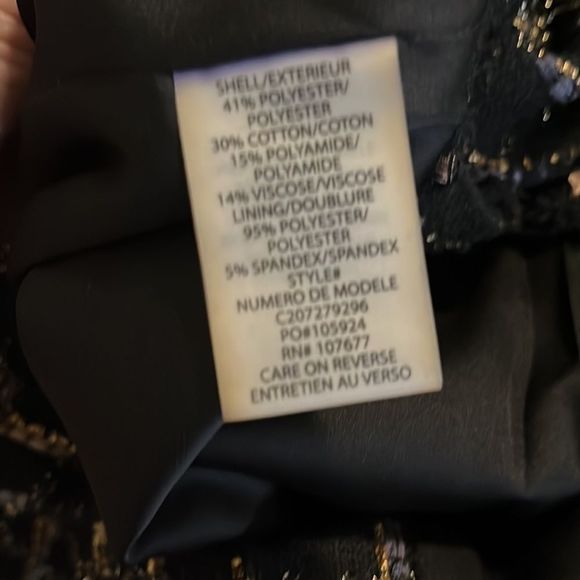 SHELL/EXTERIEUR
41% POLYESTER/
POLYESTER
30% COTTON/COTON
15% POLYAMIDE/
POLYAMIDE
14% VISCOSE/VISCOSE
LINING/DOUBLURE
95% POLYESTER/
POLYESTER
5% SPANDEX/SPANDEX
STYLE#
NUMERO DE MODELE
C207279296
PO#105924
RN# 107677
CARE ON REVERSE
ENTRETIEN AU VERSO